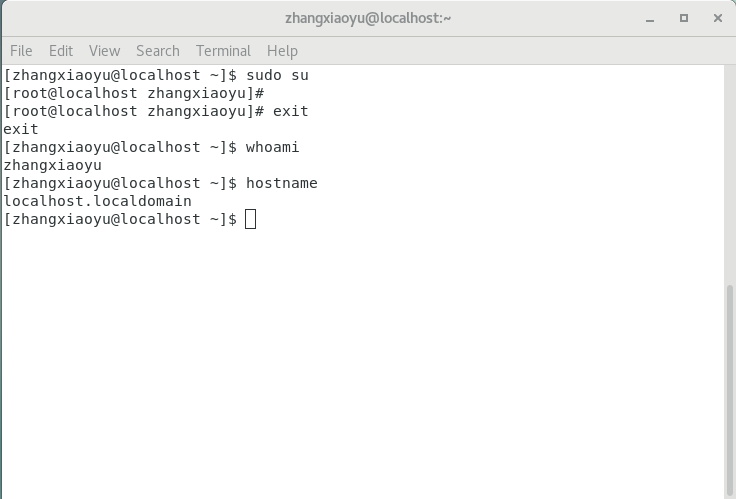 zhangxiaoyu@localhost:~
File Edit View Search Terminal Help
[zhangxiaoyu@localhost ~]$ sudo su
[root@localhost zhangxiaoyu]#
[root@localhost zhangxiaoyu]# exit
exit
[zhangxiaoyu@localhost ~]$ whoami
zhangxiaoyu
[zhangxiaoyu@localhost ~]$ hostname
localhost.localdomain
[zhangxiaoyu@localhost ~]$